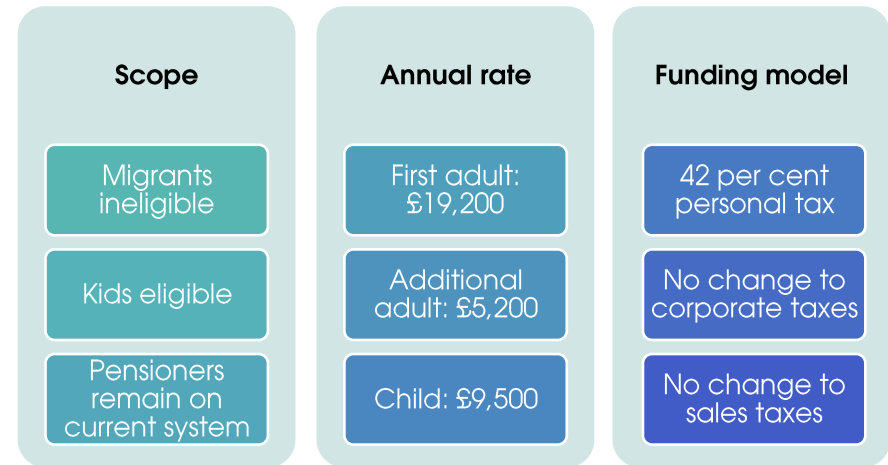 Scope
Migrants
ineligible
Kids eligible
Pensioners
remain on
current system
Annual rate
First adult:
£19,200
Additional
adult: £5,200
Child: £9,500
Funding model
42 per cent
personal tax
No change to
corporate taxes
No change to
sales taxes